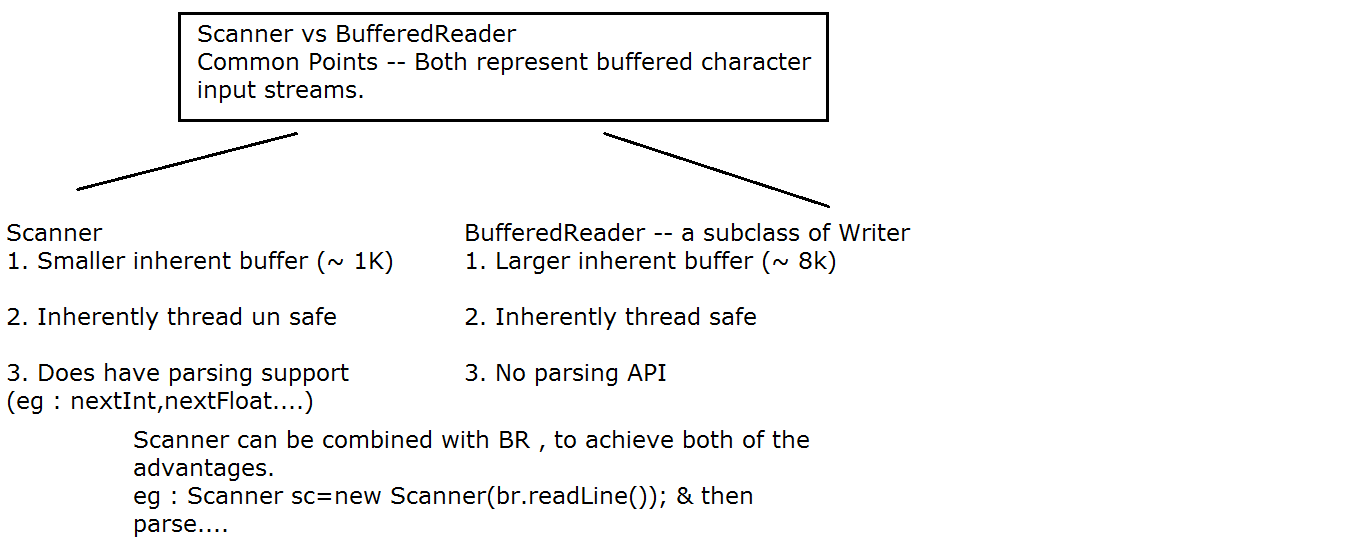 Scanner vs BufferedReader
Common Points -- Both represent buffered character
input streams.
Scanner
1. Smaller inherent buffer (~ 1K)
2. Inherently thread un safe
3. Does have parsing support
(eg : nextInt,nextFloat....)
BufferedReader -- a subclass of Writer
1. Larger inherent buffer (~ 8k)
2. Inherently thread safe
3. No parsing API
Scanner can be combined with BR , to achieve both of the
advantages.
eg : Scanner sc=new Scanner(br.readLine()); & then
parse....